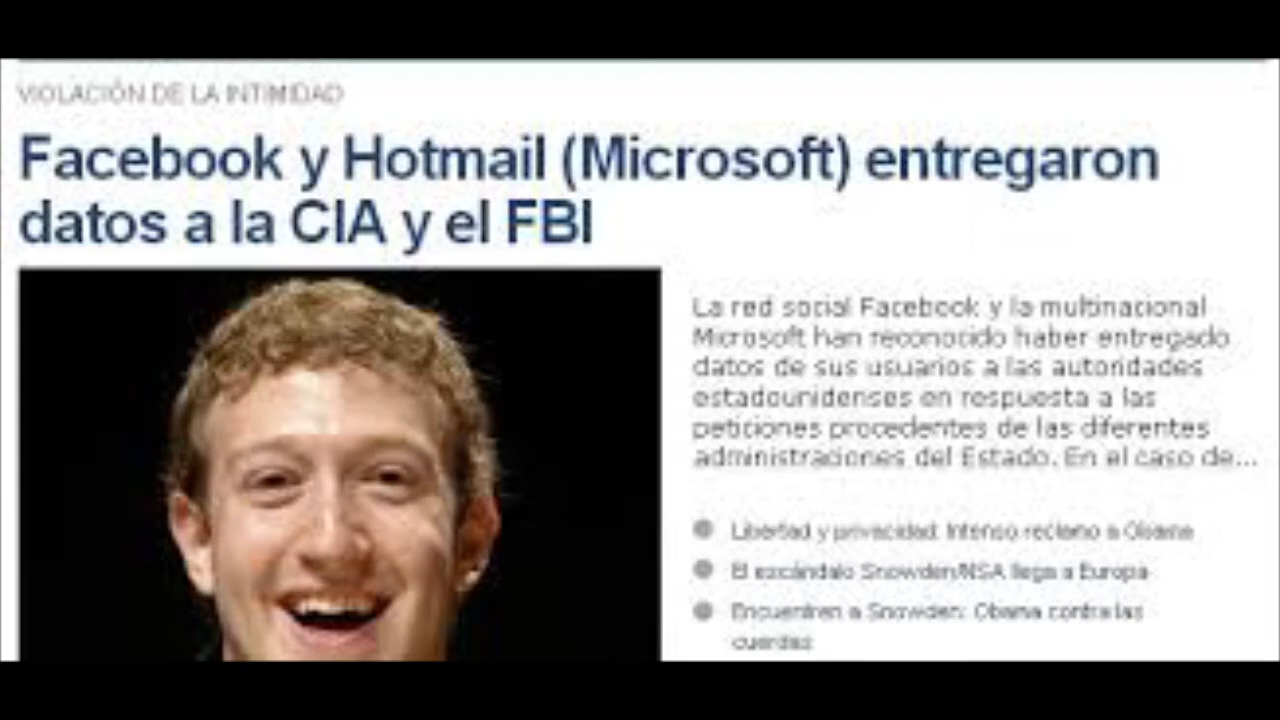 VIOLACIÓN DE LA INTIMIDAD
Facebook y Hotmail (Microsoft) entregaron
datos a la CIA y el FBI
La red social Facebook y la multinacional
Microsoft han reconocido haber entregado
datos de sus usuarios a las autoridades
estadounidenses en respuesta a las
peticiones procedentes de las diferentes
administraciones del Estado. En el caso de...
Libertad y privacidad: Intenso reclamo a Obama
El escándalo Snowden/NSA llega a Europa
Encuentren a Snowden: Obama contra las
cuerdas